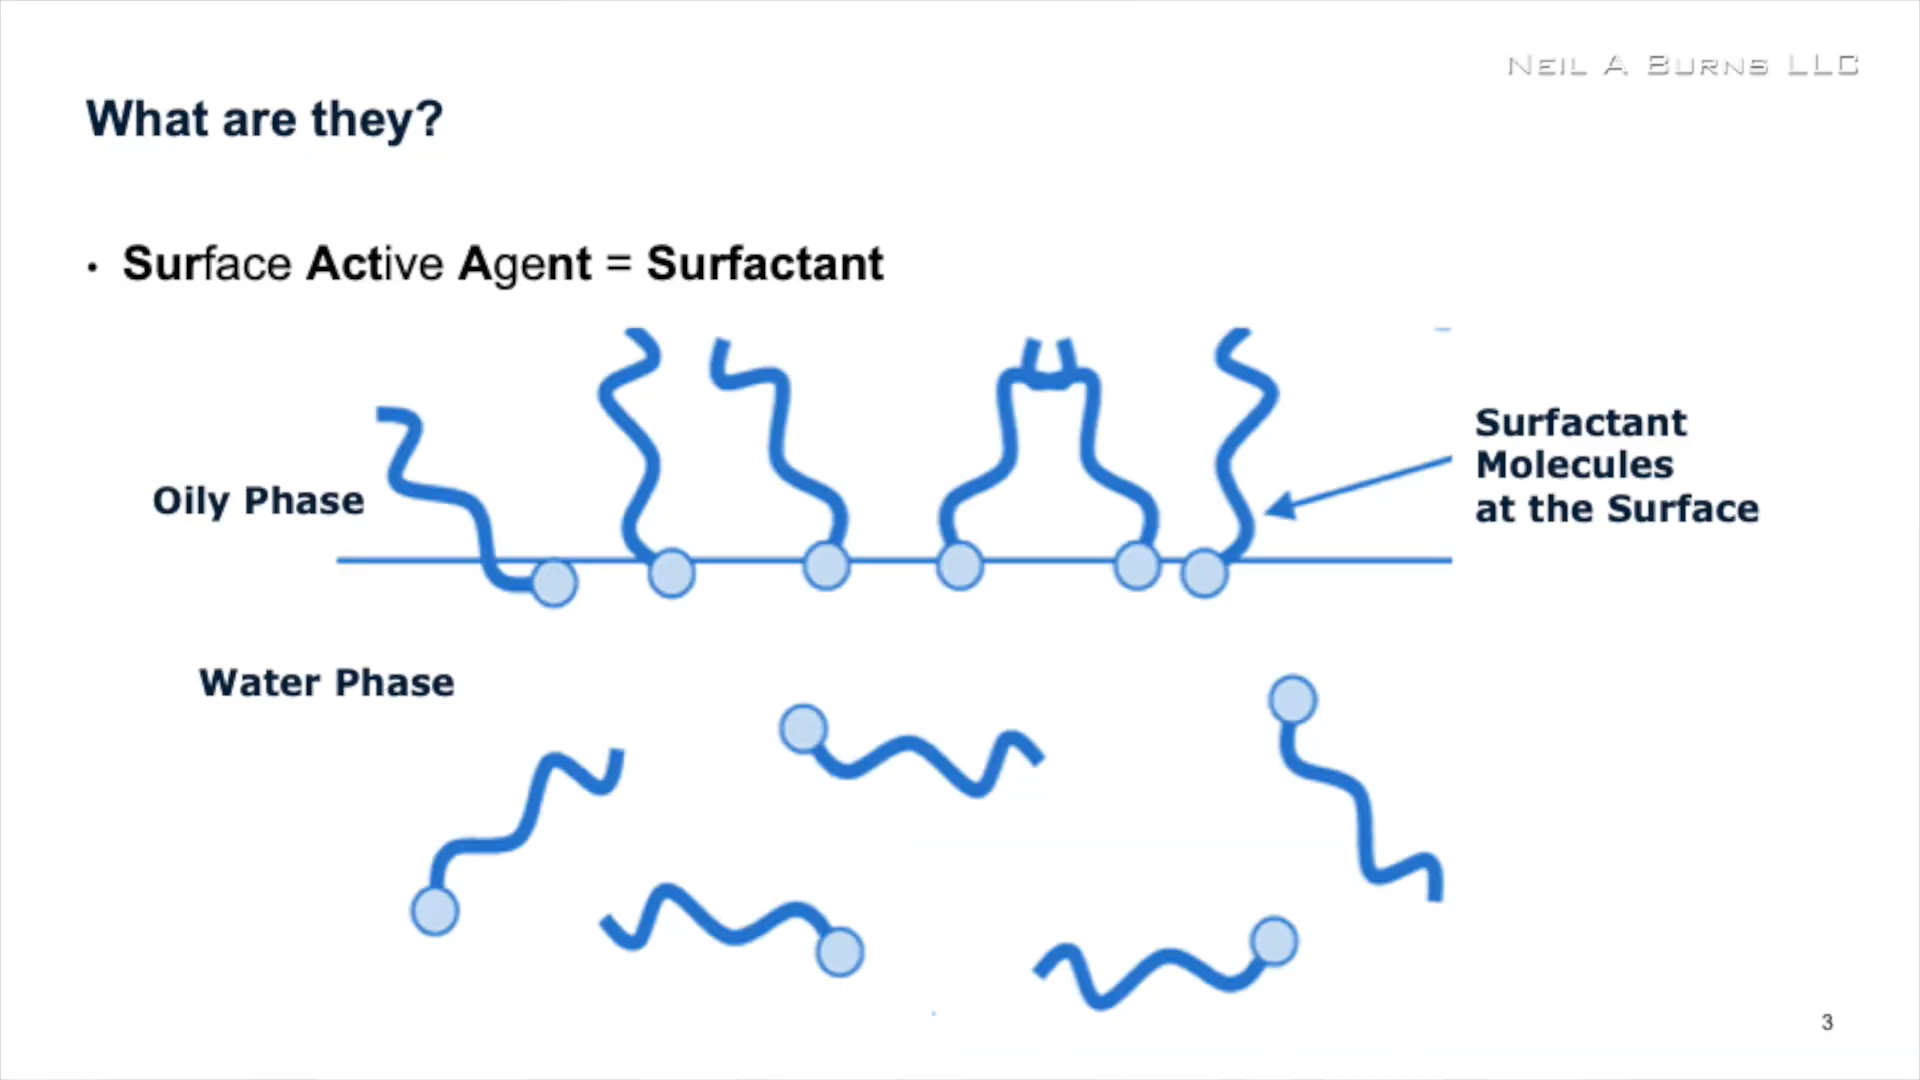 NEIL A BURNS LLC
What are they?
• Surface Active Agent = Surfactant
Surfactant
Molecules
at the Surface
Oily Phase
Water Phase
3